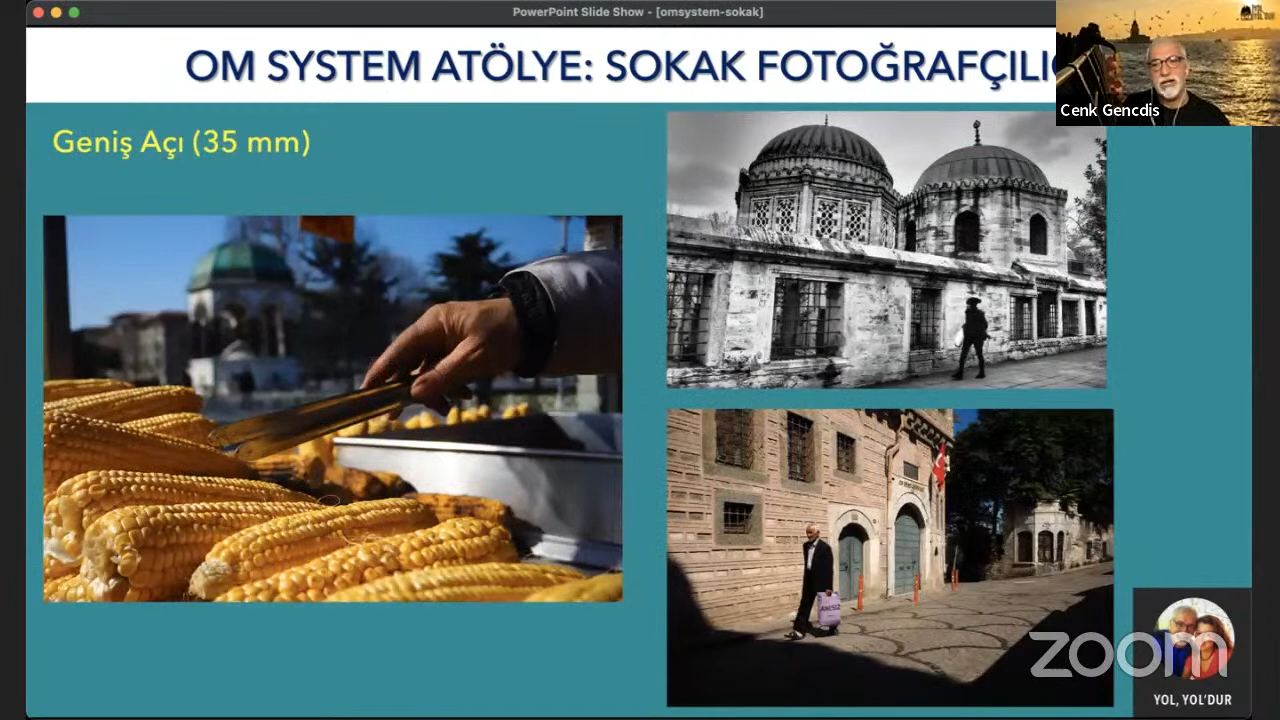 PowerPoint Slide Show - [omsystem-sokak]
OM SYSTEM ATÖLYE: SOKAK FOTOĞRAFÇILI
Cenk Gencdis
Geniş Açı (35 mm)
zoom
YOL, YOL'DUR